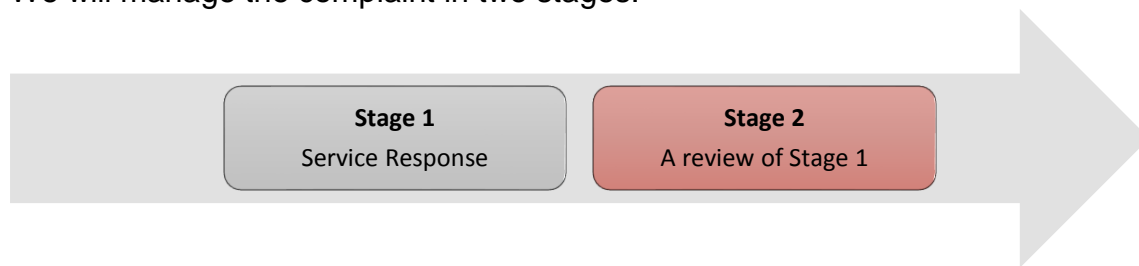 We will manage the complaint in two stages.
Stage 1
Service Response
Stage 2
A review of Stage 1